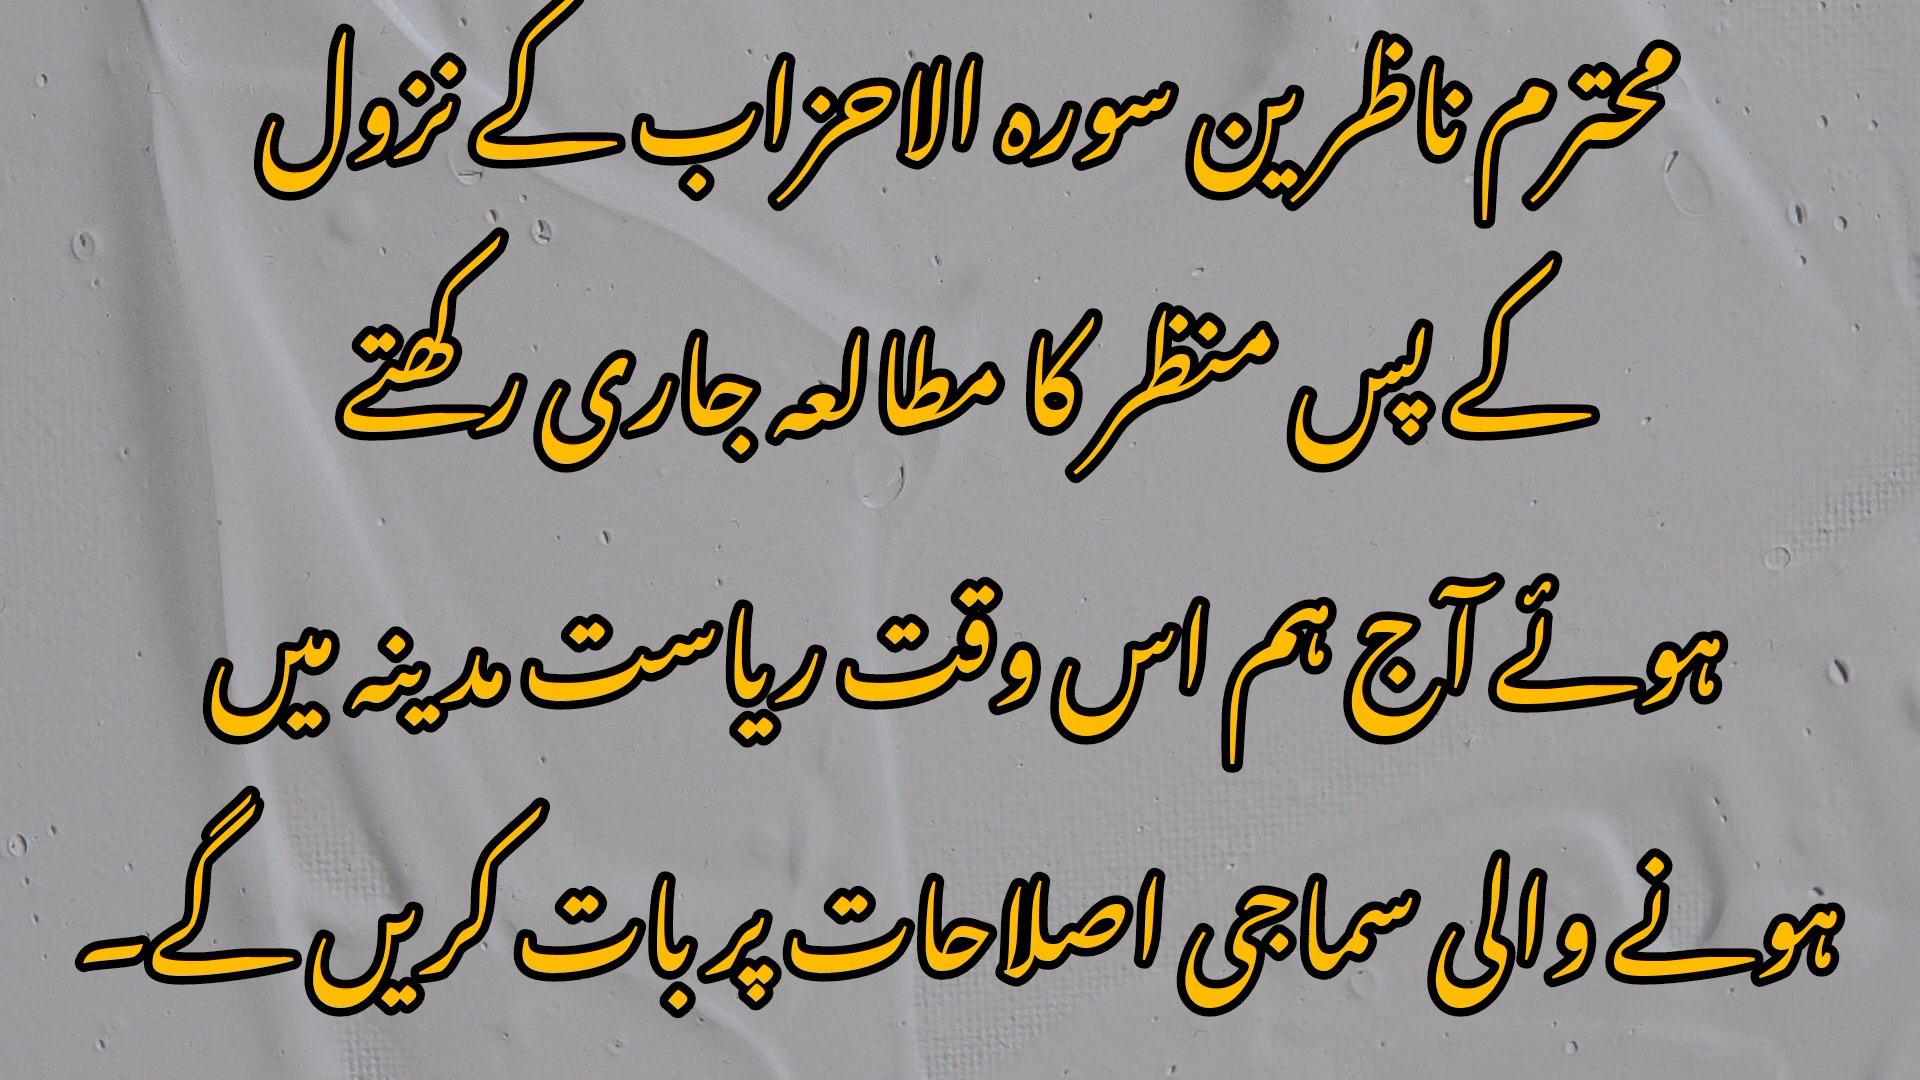 محترم ناظرین سورہ الاحزاب کے نزول
کے پس منظر کا مطالعہ جاری رکھتے
ہوئے آج ہم اس وقت ریاست مدینہ میں
ہونے والی سماجی اصلاحات پر بات کریں گے۔